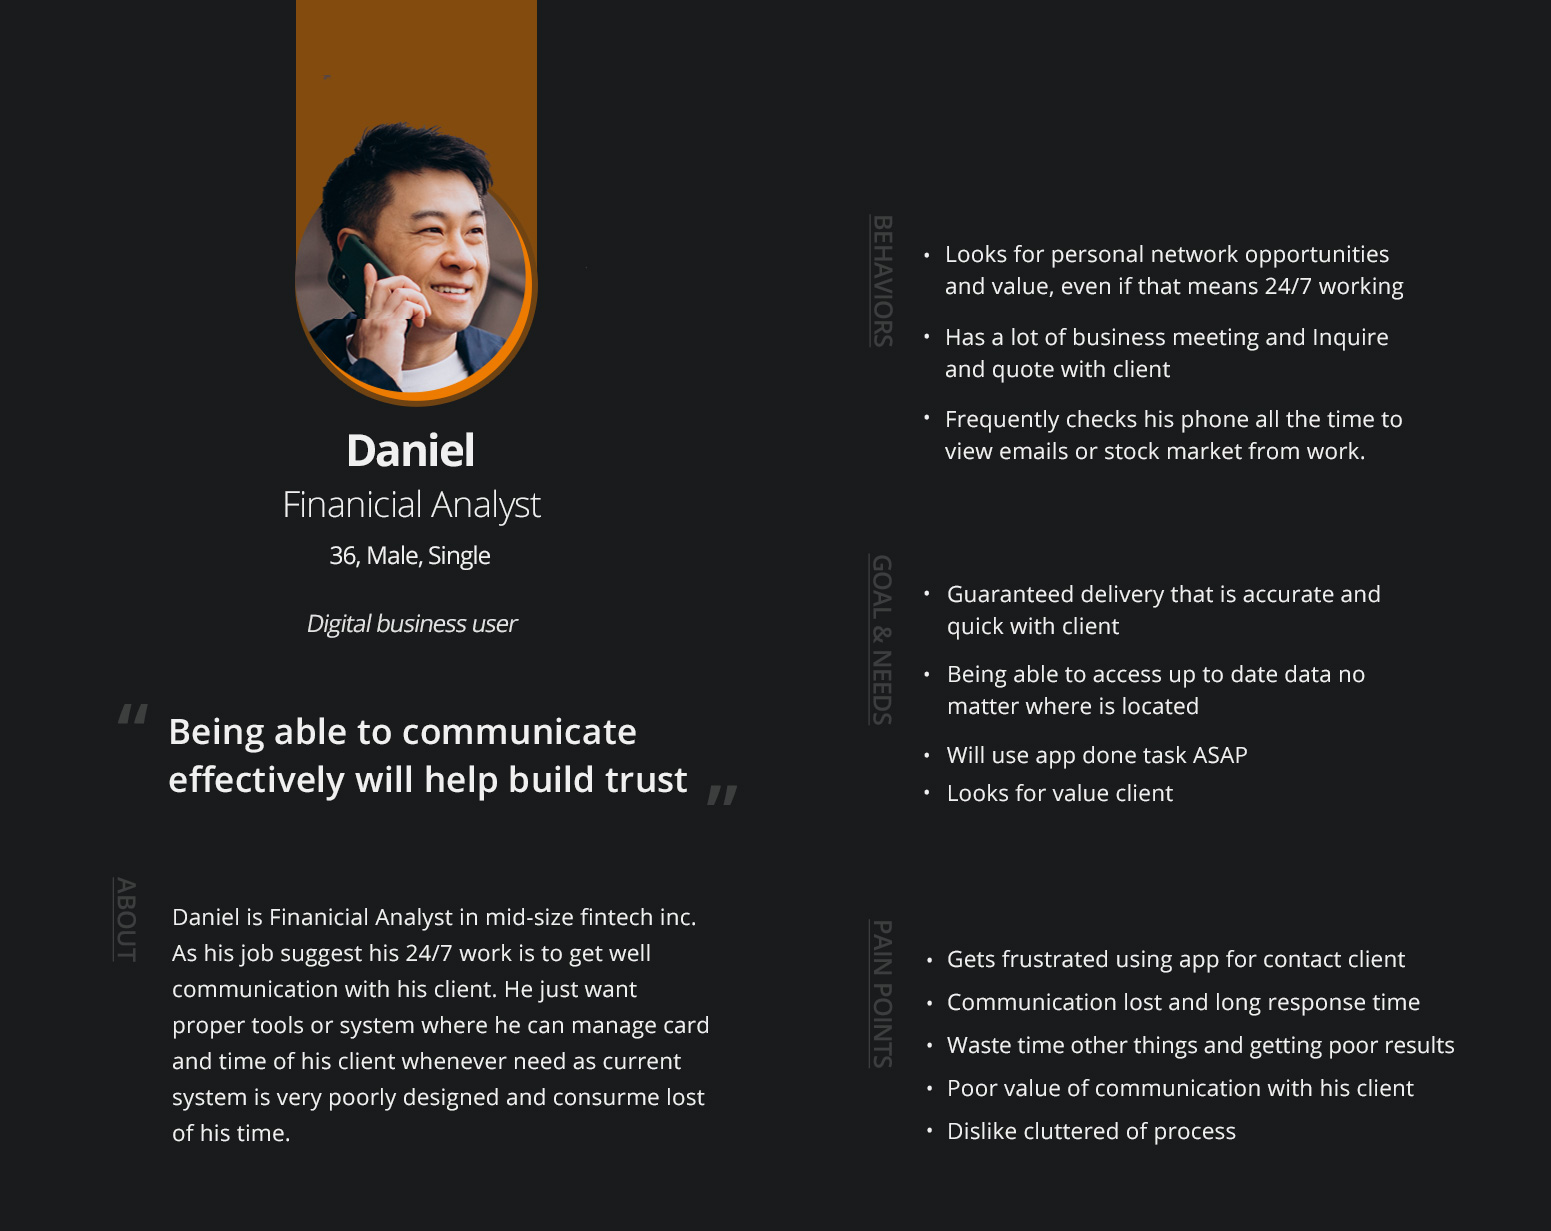 Daniel
Finanicial Analyst
36, Male, Single
Digital business user
“ Being able to communicate
effectively will help build trust ”
ABOUT
Daniel is Finanicial Analyst in mid-size fintech inc.
As his job suggest his 24/7 work is to get well
communication with his client. He just want
proper tools or system where he can manage card
and time of his client whenever need as current
system is very poorly designed and consurme lost
of his time.
BEHAVIORS
• Looks for personal network opportunities
and value, even if that means 24/7 working
• Has a lot of business meeting and Inquire
and quote with client
• Frequently checks his phone all the time to
view emails or stock market from work.
GOAL & NEEDS
• Guaranteed delivery that is accurate and
quick with client
• Being able to access up to date data no
matter where is located
• Will use app done task ASAP
• Looks for value client
PAIN POINTS
• Gets frustrated using app for contact client
• Communication lost and long response time
• Waste time other things and getting poor results
• Poor value of communication with his client
• Dislike cluttered of process